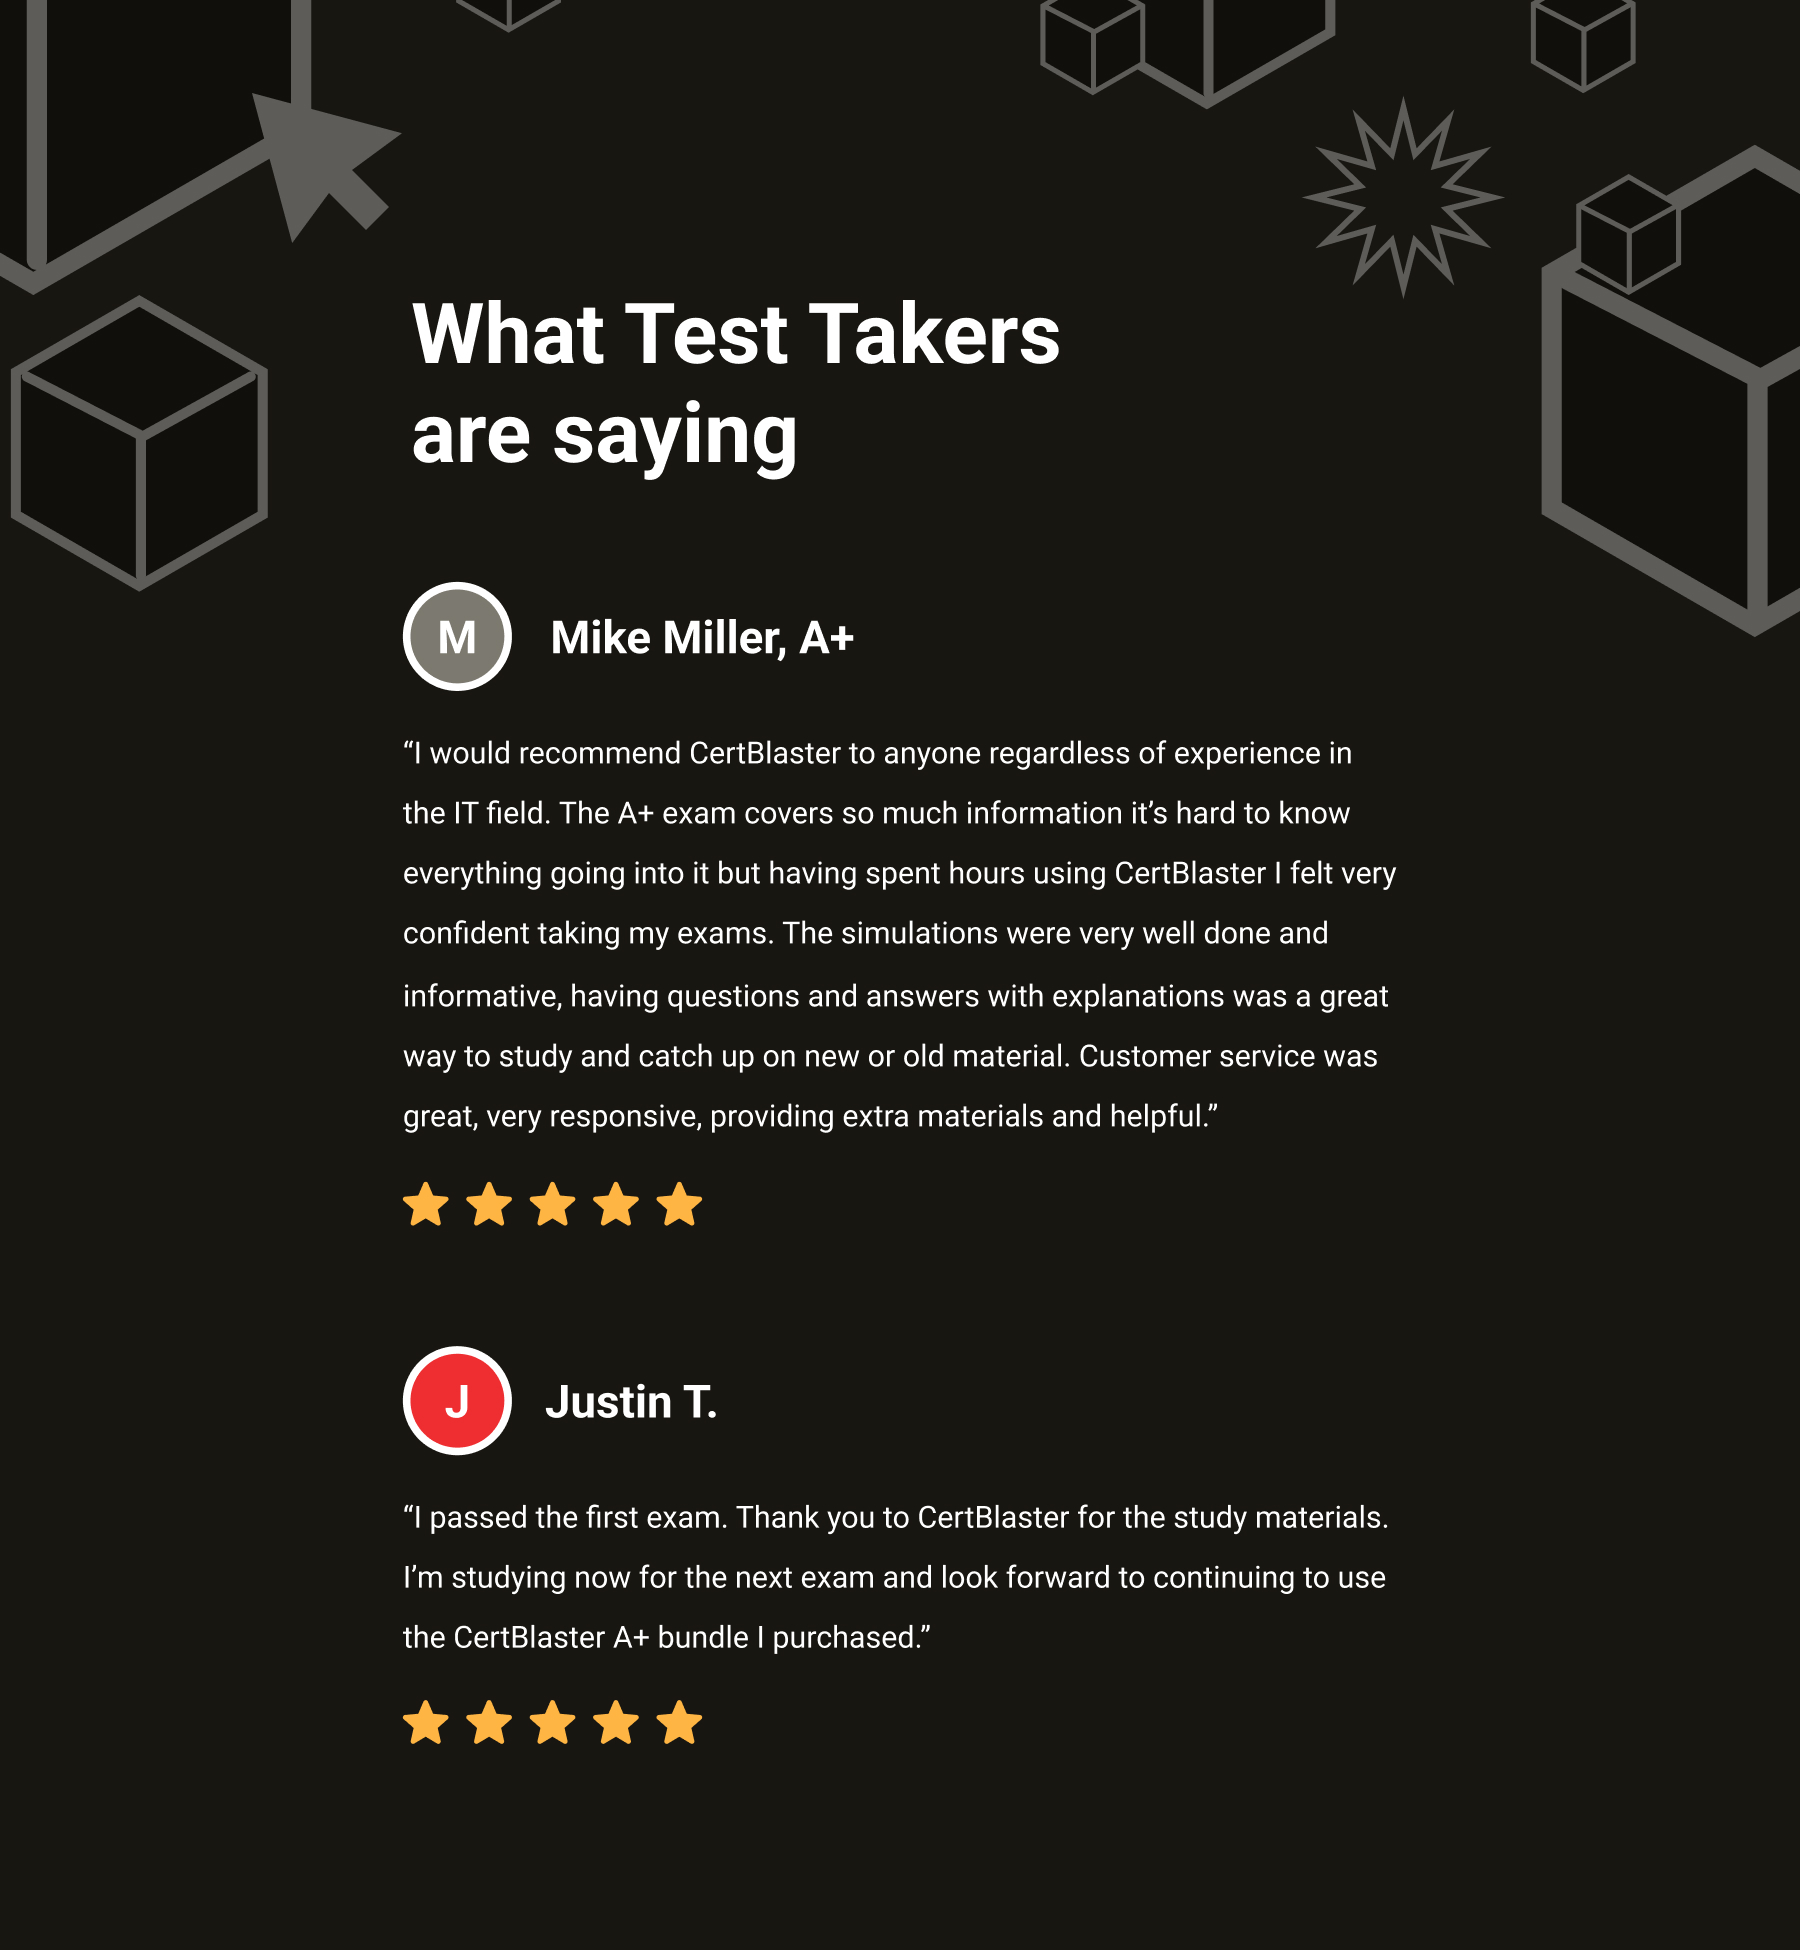 What Test Takers
are saying
M
Mike Miller, A+
“I would recommend CertBlaster to anyone regardless of experience in
the IT field. The A+ exam covers so much information it’s hard to know
everything going into it but having spent hours using CertBlaster I felt very
confident taking my exams. The simulations were very well done and
informative, having questions and answers with explanations was a great
way to study and catch up on new or old material. Customer service was
great, very responsive, providing extra materials and helpful.”
J
Justin T.
“I passed the first exam. Thank you to CertBlaster for the study materials.
I’m studying now for the next exam and look forward to continuing to use
the CertBlaster A+ bundle I purchased.”